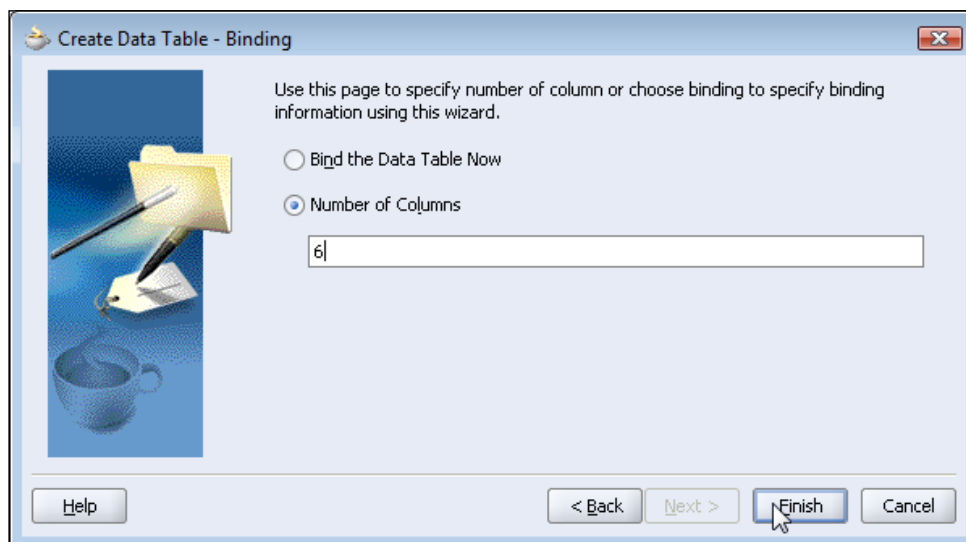 Create Data Table - Binding
Use this page to specify number of column or choose binding to specify binding
information using this wizard.
Bind the Data Table Now
Number of Columns
6
Help
< Back
Next >
Finish
Cancel